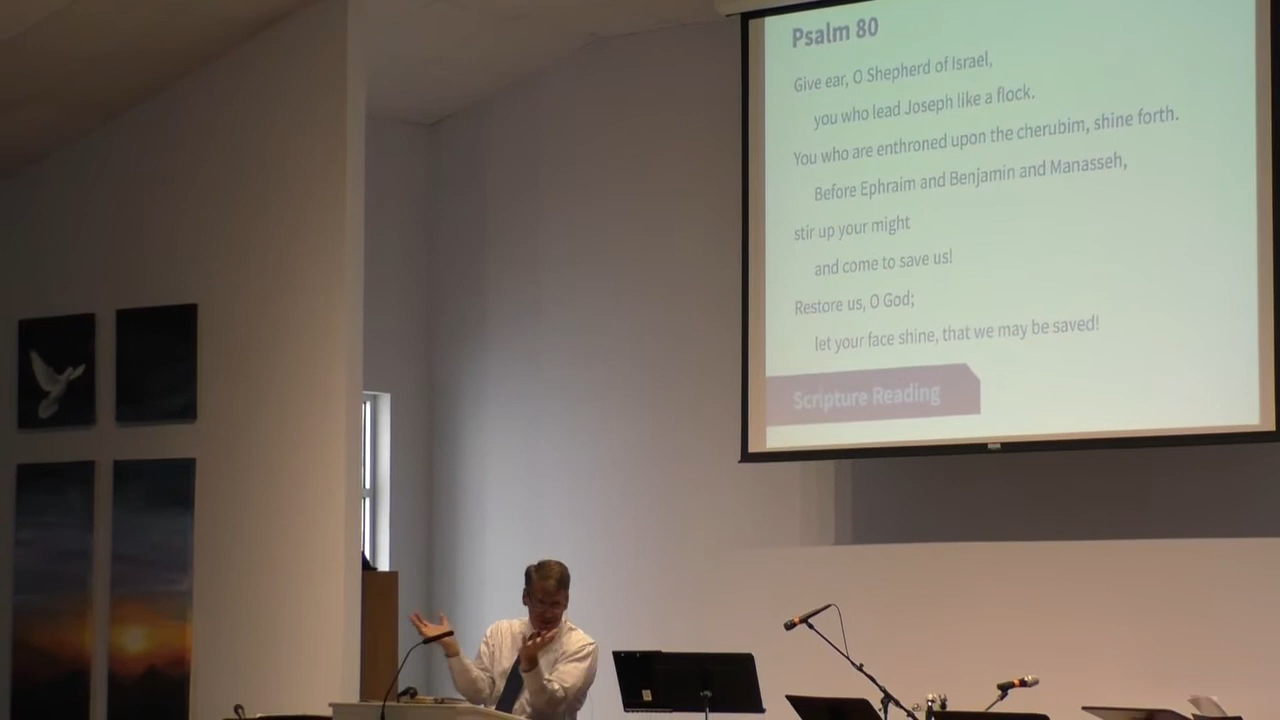 Psalm 80
Give ear, O Shepherd of Israel,
you who lead Joseph like a flock.
You who are enthroned upon the cherubim, shine forth.
Before Ephraim and Benjamin and Manasseh,
stir up your might
and come to save us!
Restore us, O God;
let your face shine, that we may be saved!
Scripture Reading